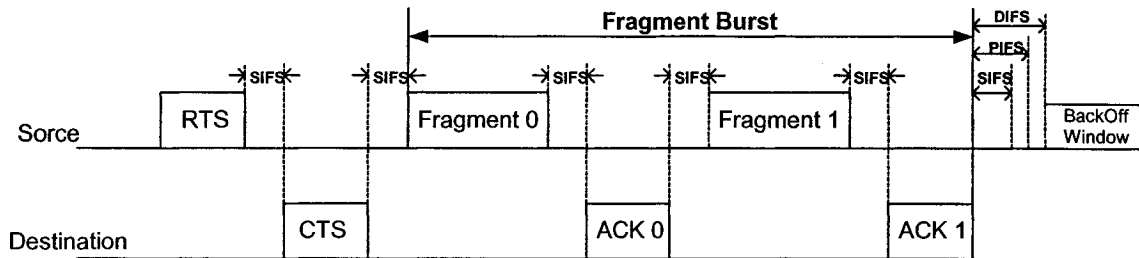 Fragment Burst
DIFS
PIFS
SIFS
SIFS SIFS SIFS SIFS SIFS
Sorce RTS Fragment 0 Fragment 1 BackOff
Window
Destination CTS ACK 0 ACK 1